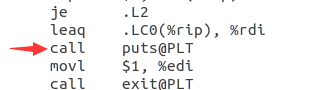 je .L2
leaq .LC0(%rip), %rdi
call puts@PLT
movl $1, %edi
call exit@PLT